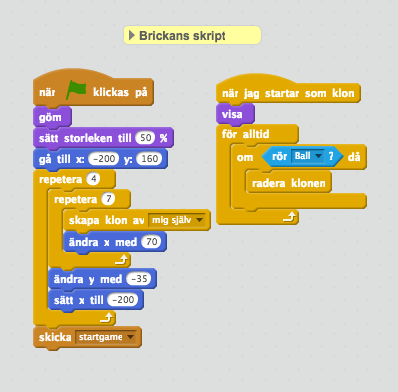 Brickans skript
när klickas på
göm
sätt storleken till 50 %
gå till x: -200 y: 160
repetera 4
repetera 7
skapa klon av mig själv
ändra x med 70
ändra y med -35
sätt x till -200
skicka startgame
när jag startar som klon
visa
för alltid
om rör Ball ? då
radera klonen